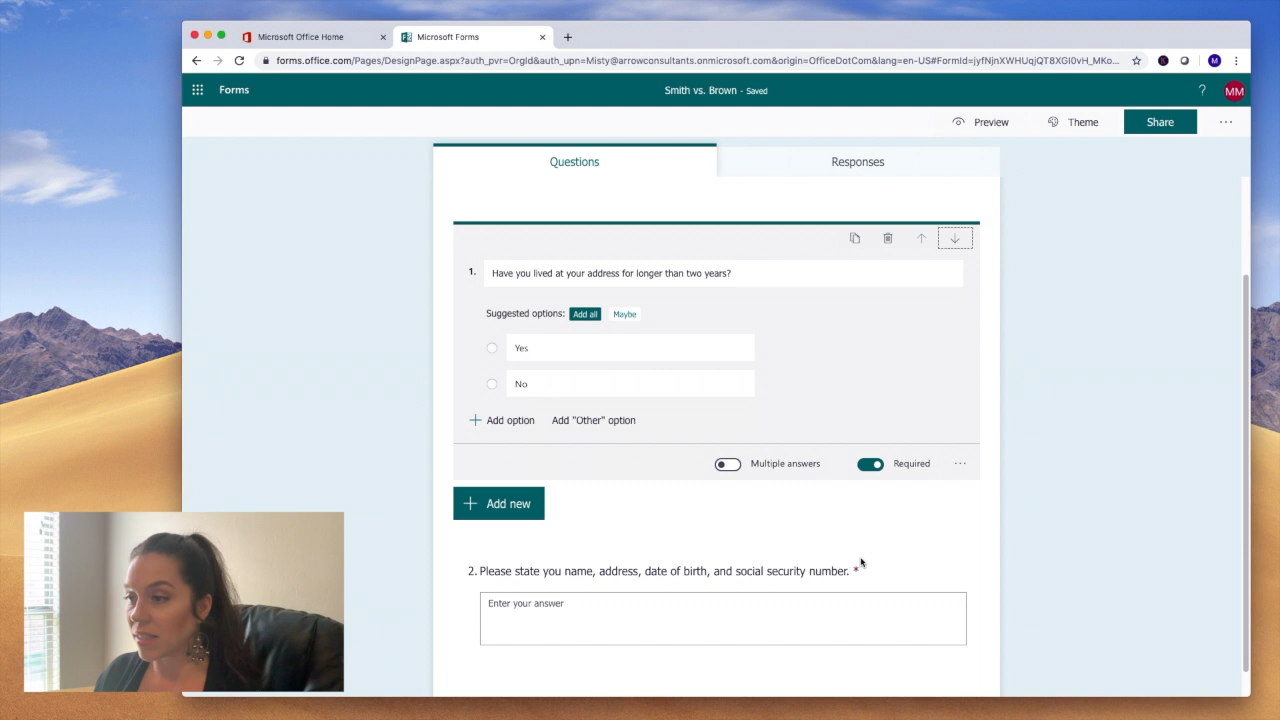 Microsoft Office Home
Microsoft Forms
forms.office.com/Pages/DesignPage.aspx?auth_pvr=OrgId&auth_upn=Misty@arrowconsultants.onmicrosoft.com&origin=OfficeDotCom&lang=en-US#FormId=jyfNjnXWHUqjQT8XGI0vH_MKo...
M
Forms
Smith vs. Brown - Saved
?
MM
Preview
Theme
Share
...
Questions
Responses
1. Have you lived at your address for longer than two years?
Suggested options: Add all Maybe
Yes
No
Add option Add "Other" option
Multiple answers Required ...
Add new
2. Please state you name, address, date of birth, and social security number. *
Enter your answer